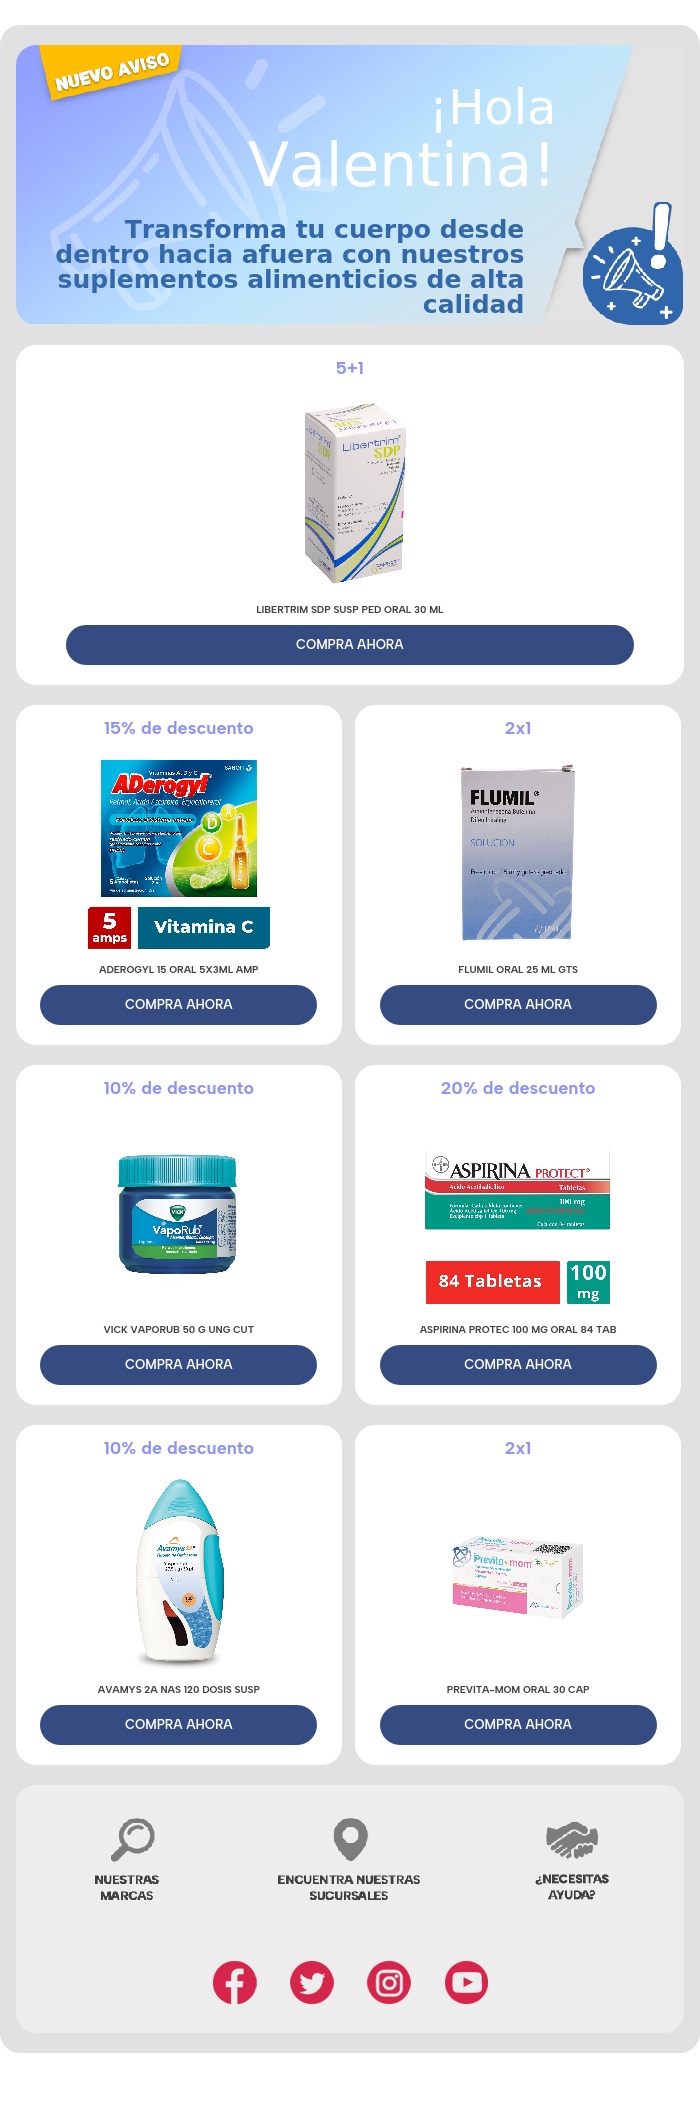 NUEVO AVISO
¡Hola
Valentina!
Transforma tu cuerpo desde
dentro hacia afuera con nuestros
suplementos alimenticios de alta
calidad
5+1
Libertrim
SDP
LIBERTRIM SDP SUSP PED ORAL 30 ML
COMPRA AHORA
15% de descuento
SANOFI
Vitaminas A, D y C
ADerogyl
A
D
C
5
amps
Vitamina C
ADEROGYL 15 ORAL 5X3ML AMP
COMPRA AHORA
2x1
FLUMIL®
SOLUCION
FLUMIL ORAL 25 ML GTS
COMPRA AHORA
10% de descuento
VICK
VapoRub
VICK VAPORUB 50 G UNG CUT
COMPRA AHORA
20% de descuento
ASPIRINA PROTECT®
Ácido Acetilsalicílico
Tabletas
100 mg
84 Tabletas
100
mg
ASPIRINA PROTEC 100 MG ORAL 84 TAB
COMPRA AHORA
10% de descuento
Avamys
AVAMYS 2A NAS 120 DOSIS SUSP
COMPRA AHORA
2x1
Previta-mom
PREVITA-MOM ORAL 30 CAP
COMPRA AHORA
NUESTRAS
MARCAS
ENCUENTRA NUESTRAS
SUCURSALES
¿NECESITAS
AYUDA?